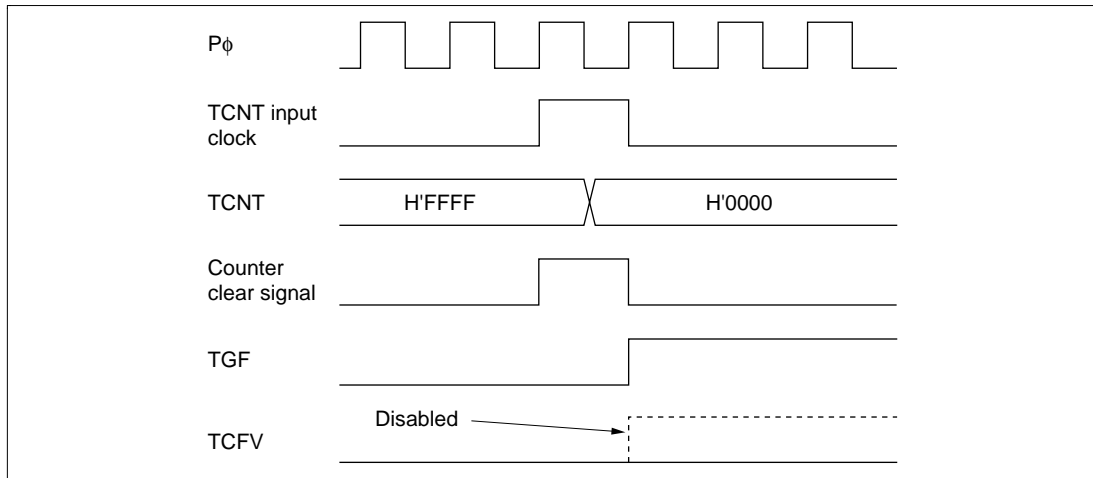 Pϕ
TCNT input
clock
TCNT
H'FFFF
H'0000
Counter
clear signal
TGF
Disabled
TCFV